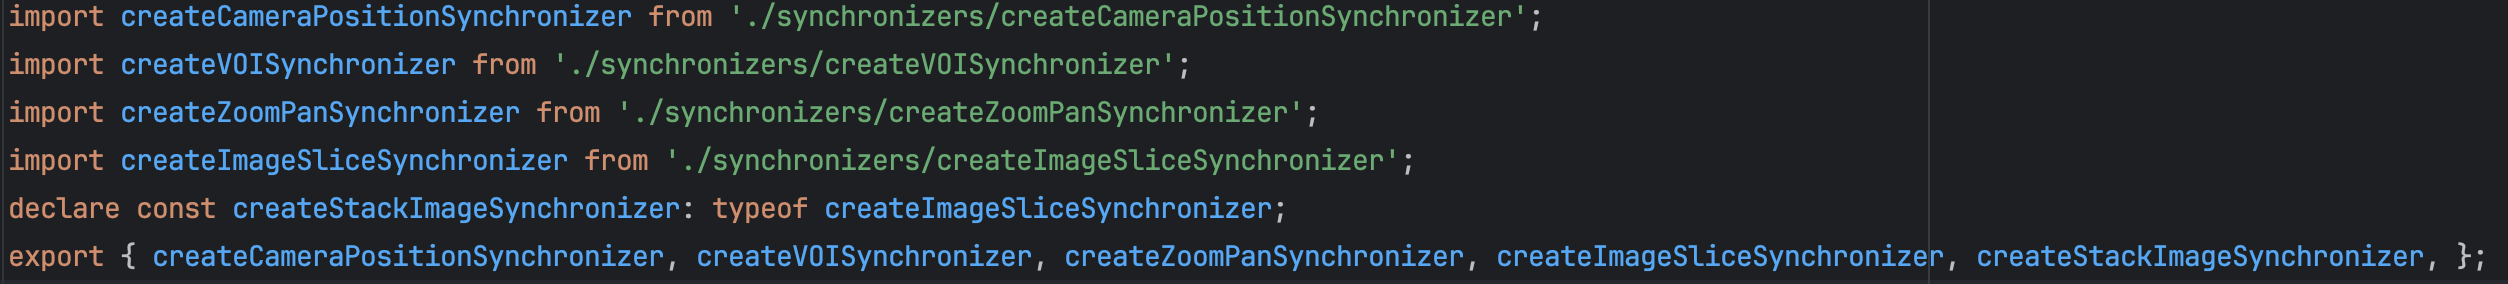 import createCameraPositionSynchronizer from './synchronizers/createCameraPositionSynchronizer';
import createVOISynchronizer from './synchronizers/createVOISynchronizer';
import createZoomPanSynchronizer from './synchronizers/createZoomPanSynchronizer';
import createImageSliceSynchronizer from './synchronizers/createImageSliceSynchronizer';
declare const createStackImageSynchronizer: typeof createImageSliceSynchronizer;
export { createCameraPositionSynchronizer, createVOISynchronizer, createZoomPanSynchronizer, createImageSliceSynchronizer, createStackImageSynchronizer, };